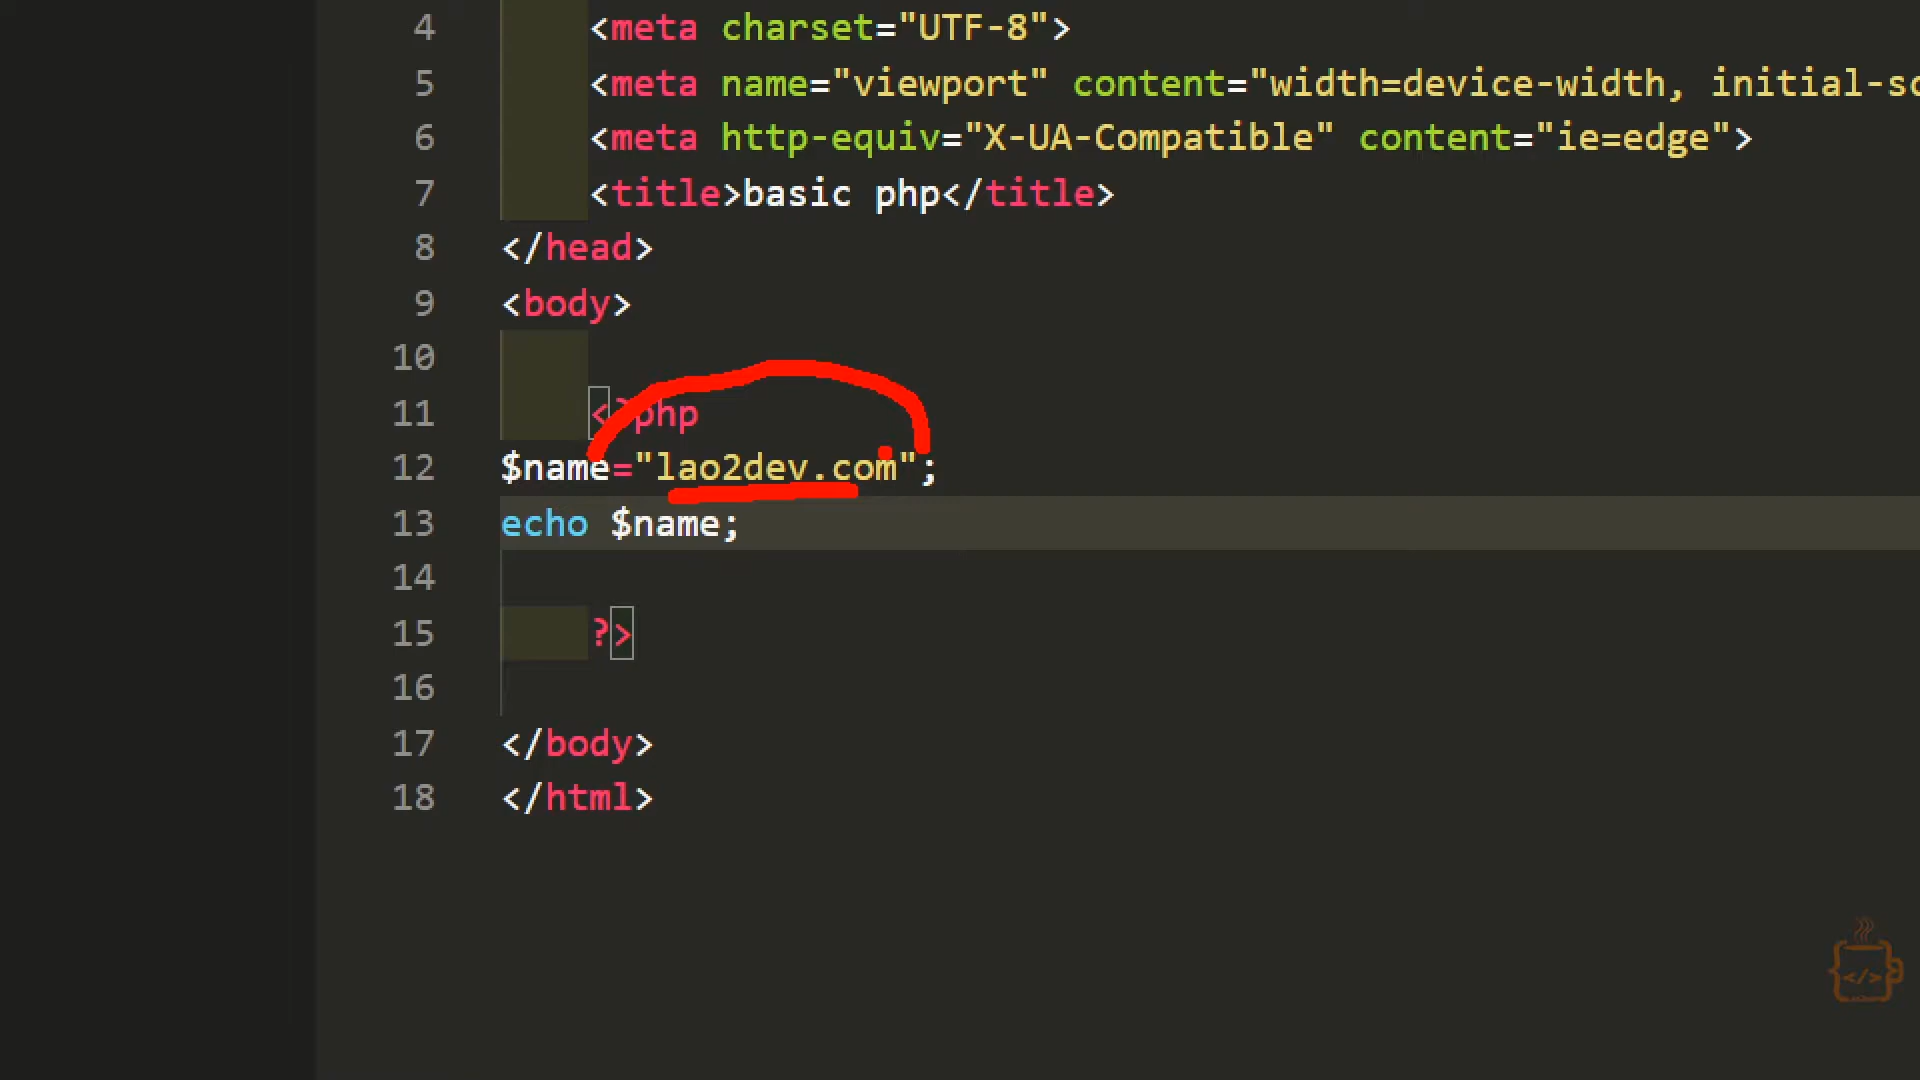 4 <meta charset="UTF-8">
5 <meta name="viewport" content="width=device-width, initial-sc
6 <meta http-equiv="X-UA-Compatible" content="ie=edge">
7 <title>basic php</title>
8 </head>
9 <body>
10
11 <?php
12 $name="lao2dev.com";
13 echo $name;
14
15 ?>
16
17 </body>
18 </html>